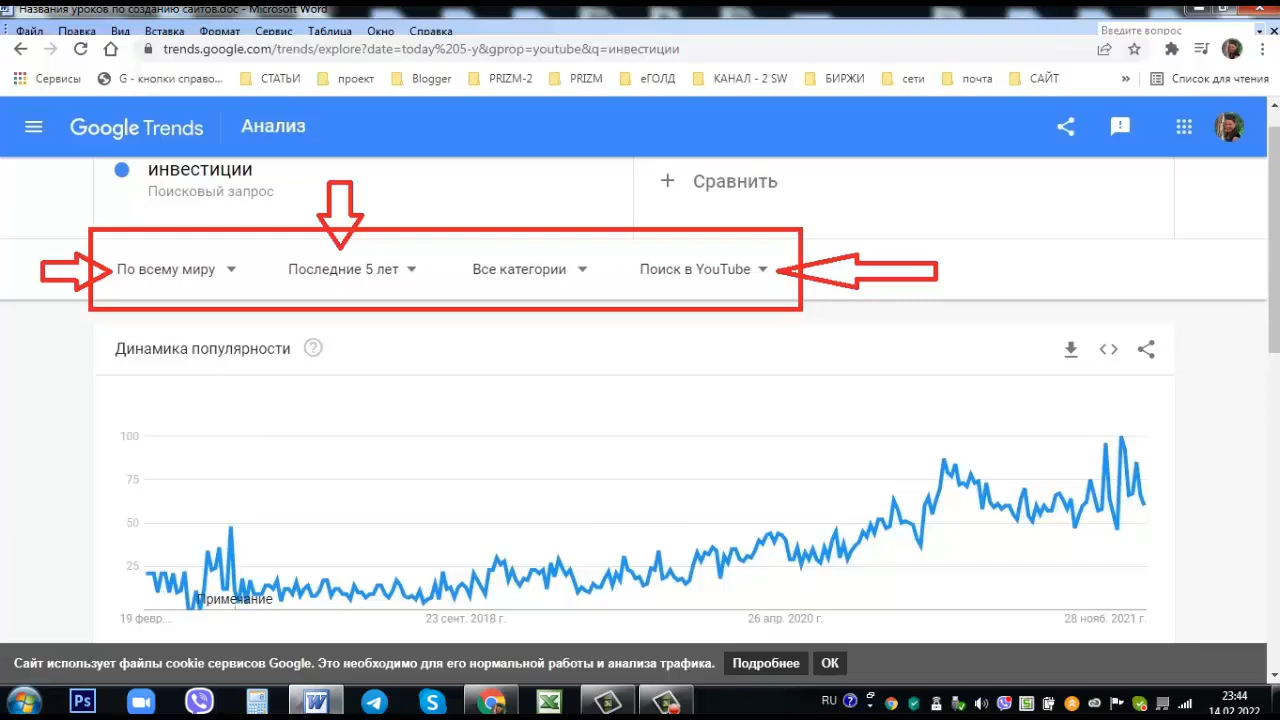 Названия уроков по созданию сайтов.doc - Microsoft Word
Файл Правка Вид Вставка Формат Сервис Таблица Окно Справка Введите вопрос
trends.google.com/trends/explore?date=today%205-y&gprop=youtube&q=инвестиции
Сервисы G - кнопки справо... СТАТЬИ проект Blogger PRIZM-2 PRIZM еГОЛД КАНАЛ - 2 SW БИРЖИ сети почта САЙТ » Список для чтения
Google Trends Анализ
инвестиции
Поисковый запрос
+ Сравнить
По всему миру Последние 5 лет Все категории Поиск в YouTube
Динамика популярности ?
100
75
50
25
Примечание
19 февр... 23 сент. 2018 г. 26 апр. 2020 г. 28 нояб. 2021 г.
Сайт использует файлы cookie сервисов Google. Это необходимо для его нормальной работы и анализа трафика. Подробнее ОК
RU 23:44
14.02.2022